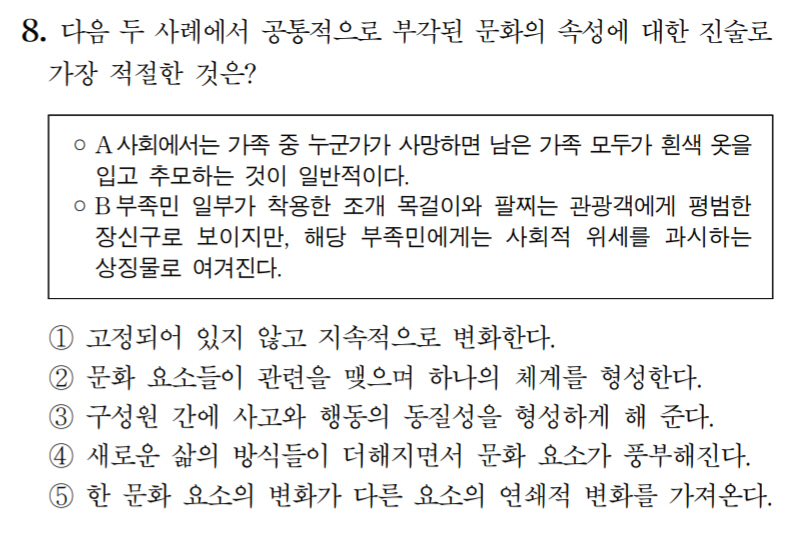 8. 다음 두 사례에서 공통적으로 부각된 문화의 속성에 대한 진술로
가장 적절한 것은?
○ A 사회에서는 가족 중 누군가가 사망하면 남은 가족 모두가 흰색 옷을
입고 추모하는 것이 일반적이다.
○ B 부족민 일부가 착용한 조개 목걸이와 팔찌는 관광객에게 평범한
장신구로 보이지만, 해당 부족민에게는 사회적 위세를 과시하는
상징물로 여겨진다.
① 고정되어 있지 않고 지속적으로 변화한다.
② 문화 요소들이 관련을 맺으며 하나의 체계를 형성한다.
③ 구성원 간에 사고와 행동의 동질성을 형성하게 해 준다.
④ 새로운 삶의 방식들이 더해지면서 문화 요소가 풍부해진다.
⑤ 한 문화 요소의 변화가 다른 요소의 연쇄적 변화를 가져온다.